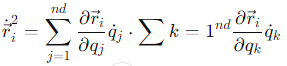 $\dot{\vec{r}}_i^{\,2} = \sum_{j=1}^{nd} \frac{\partial \vec{r}_i}{\partial q_j} \dot{q}_j \cdot \sum k = 1^{nd} \frac{\partial \vec{r}_i}{\partial q_k} \dot{q}_k$